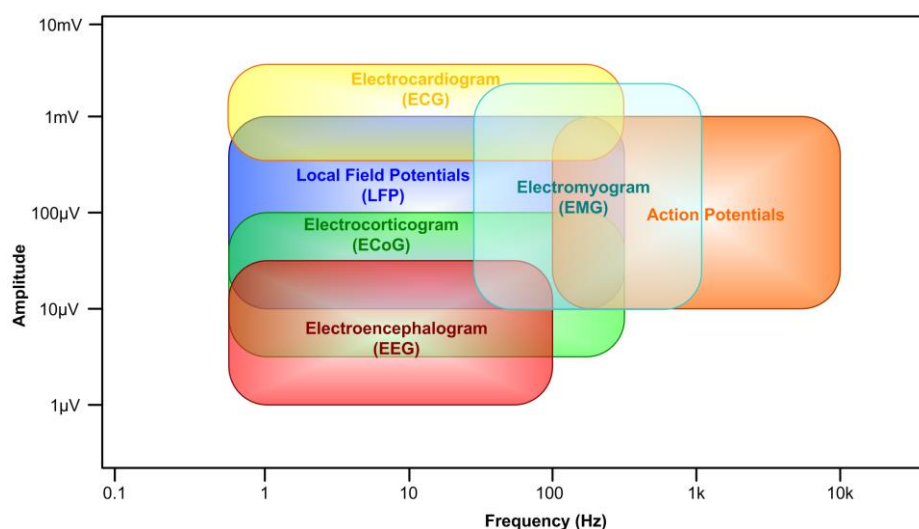 10mV
Electrocardiogram
(ECG)
1mV
Local Field Potentials
(LFP)
Electromyogram
(EMG)
Action Potentials
100µV
Electrocorticogram
(ECoG)
Amplitude
10µV
Electroencephalogram
(EEG)
1µV
0.1 1 10 100 1k 10k
Frequency (Hz)